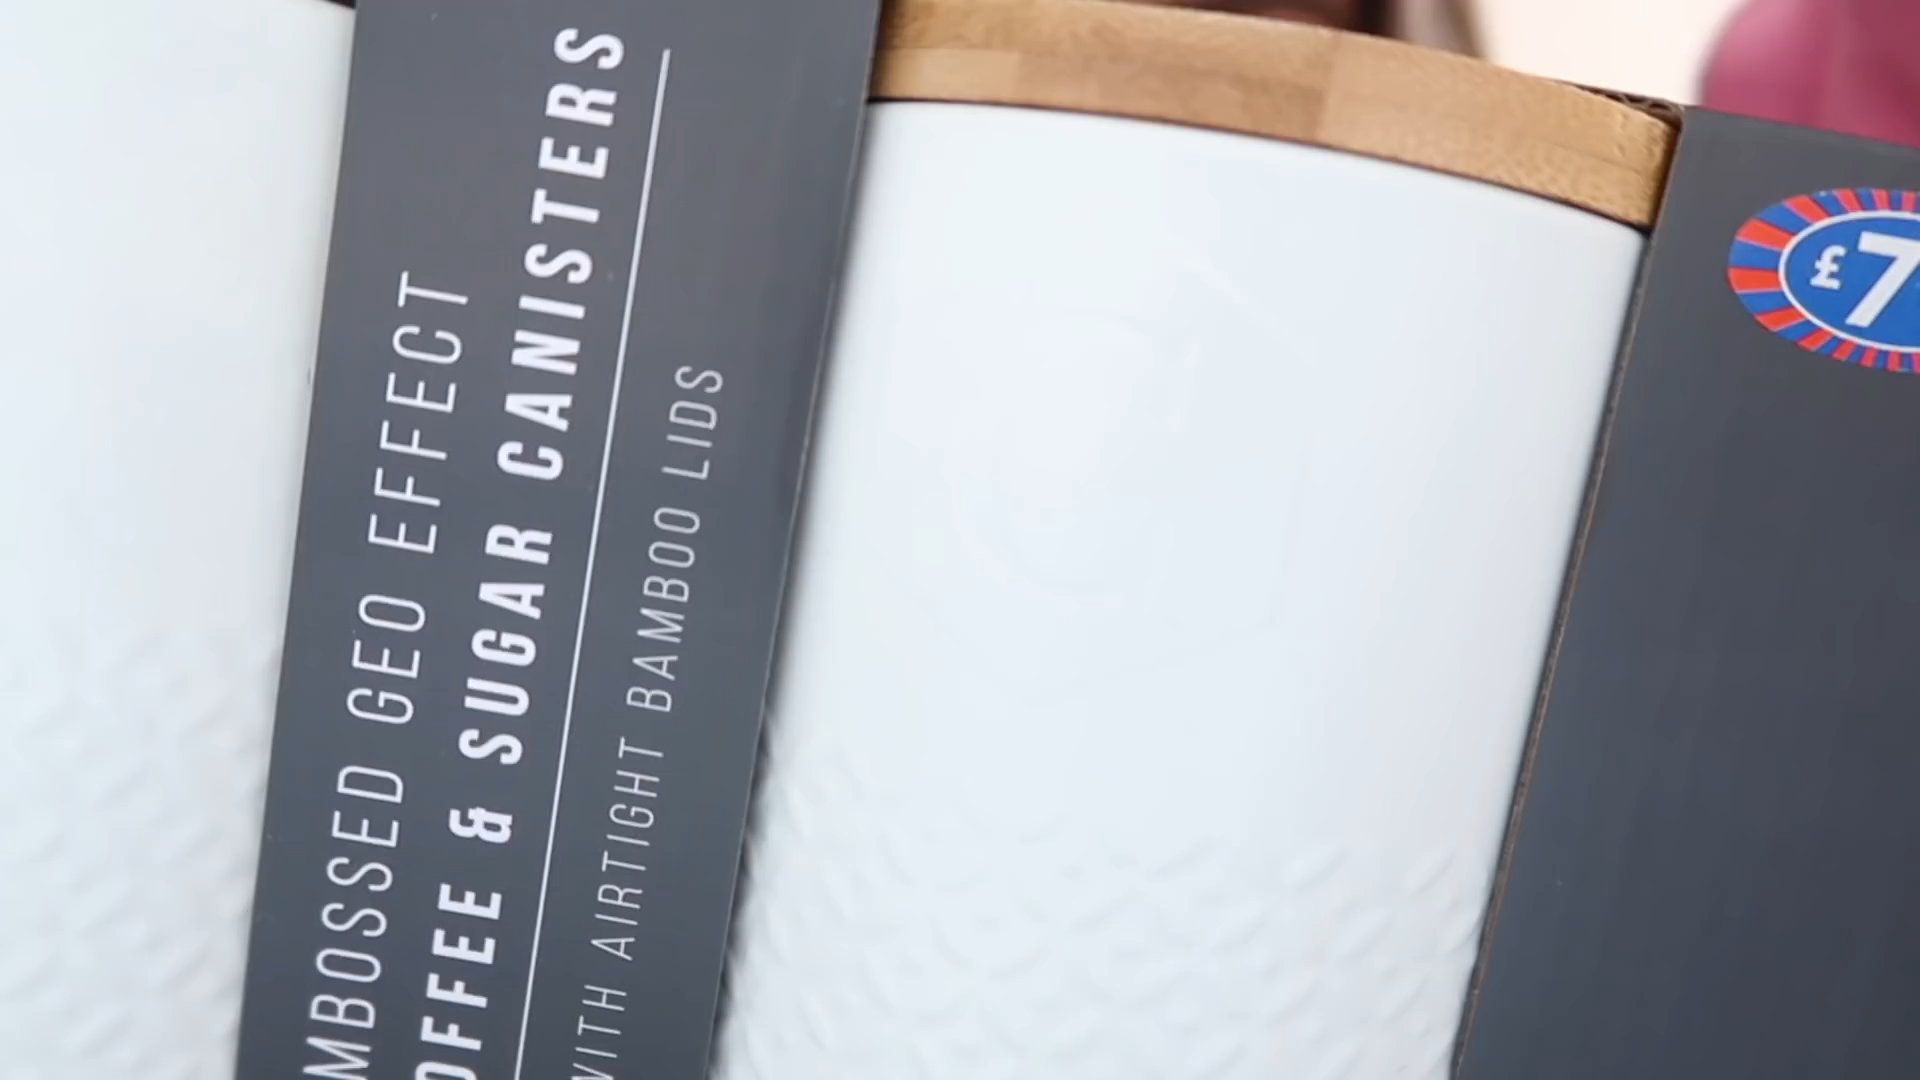 MBOSSED GEO EFFECT
OFFEE & SUGAR CANISTERS
WITH AIRTIGHT BAMBOO LIDS
£7